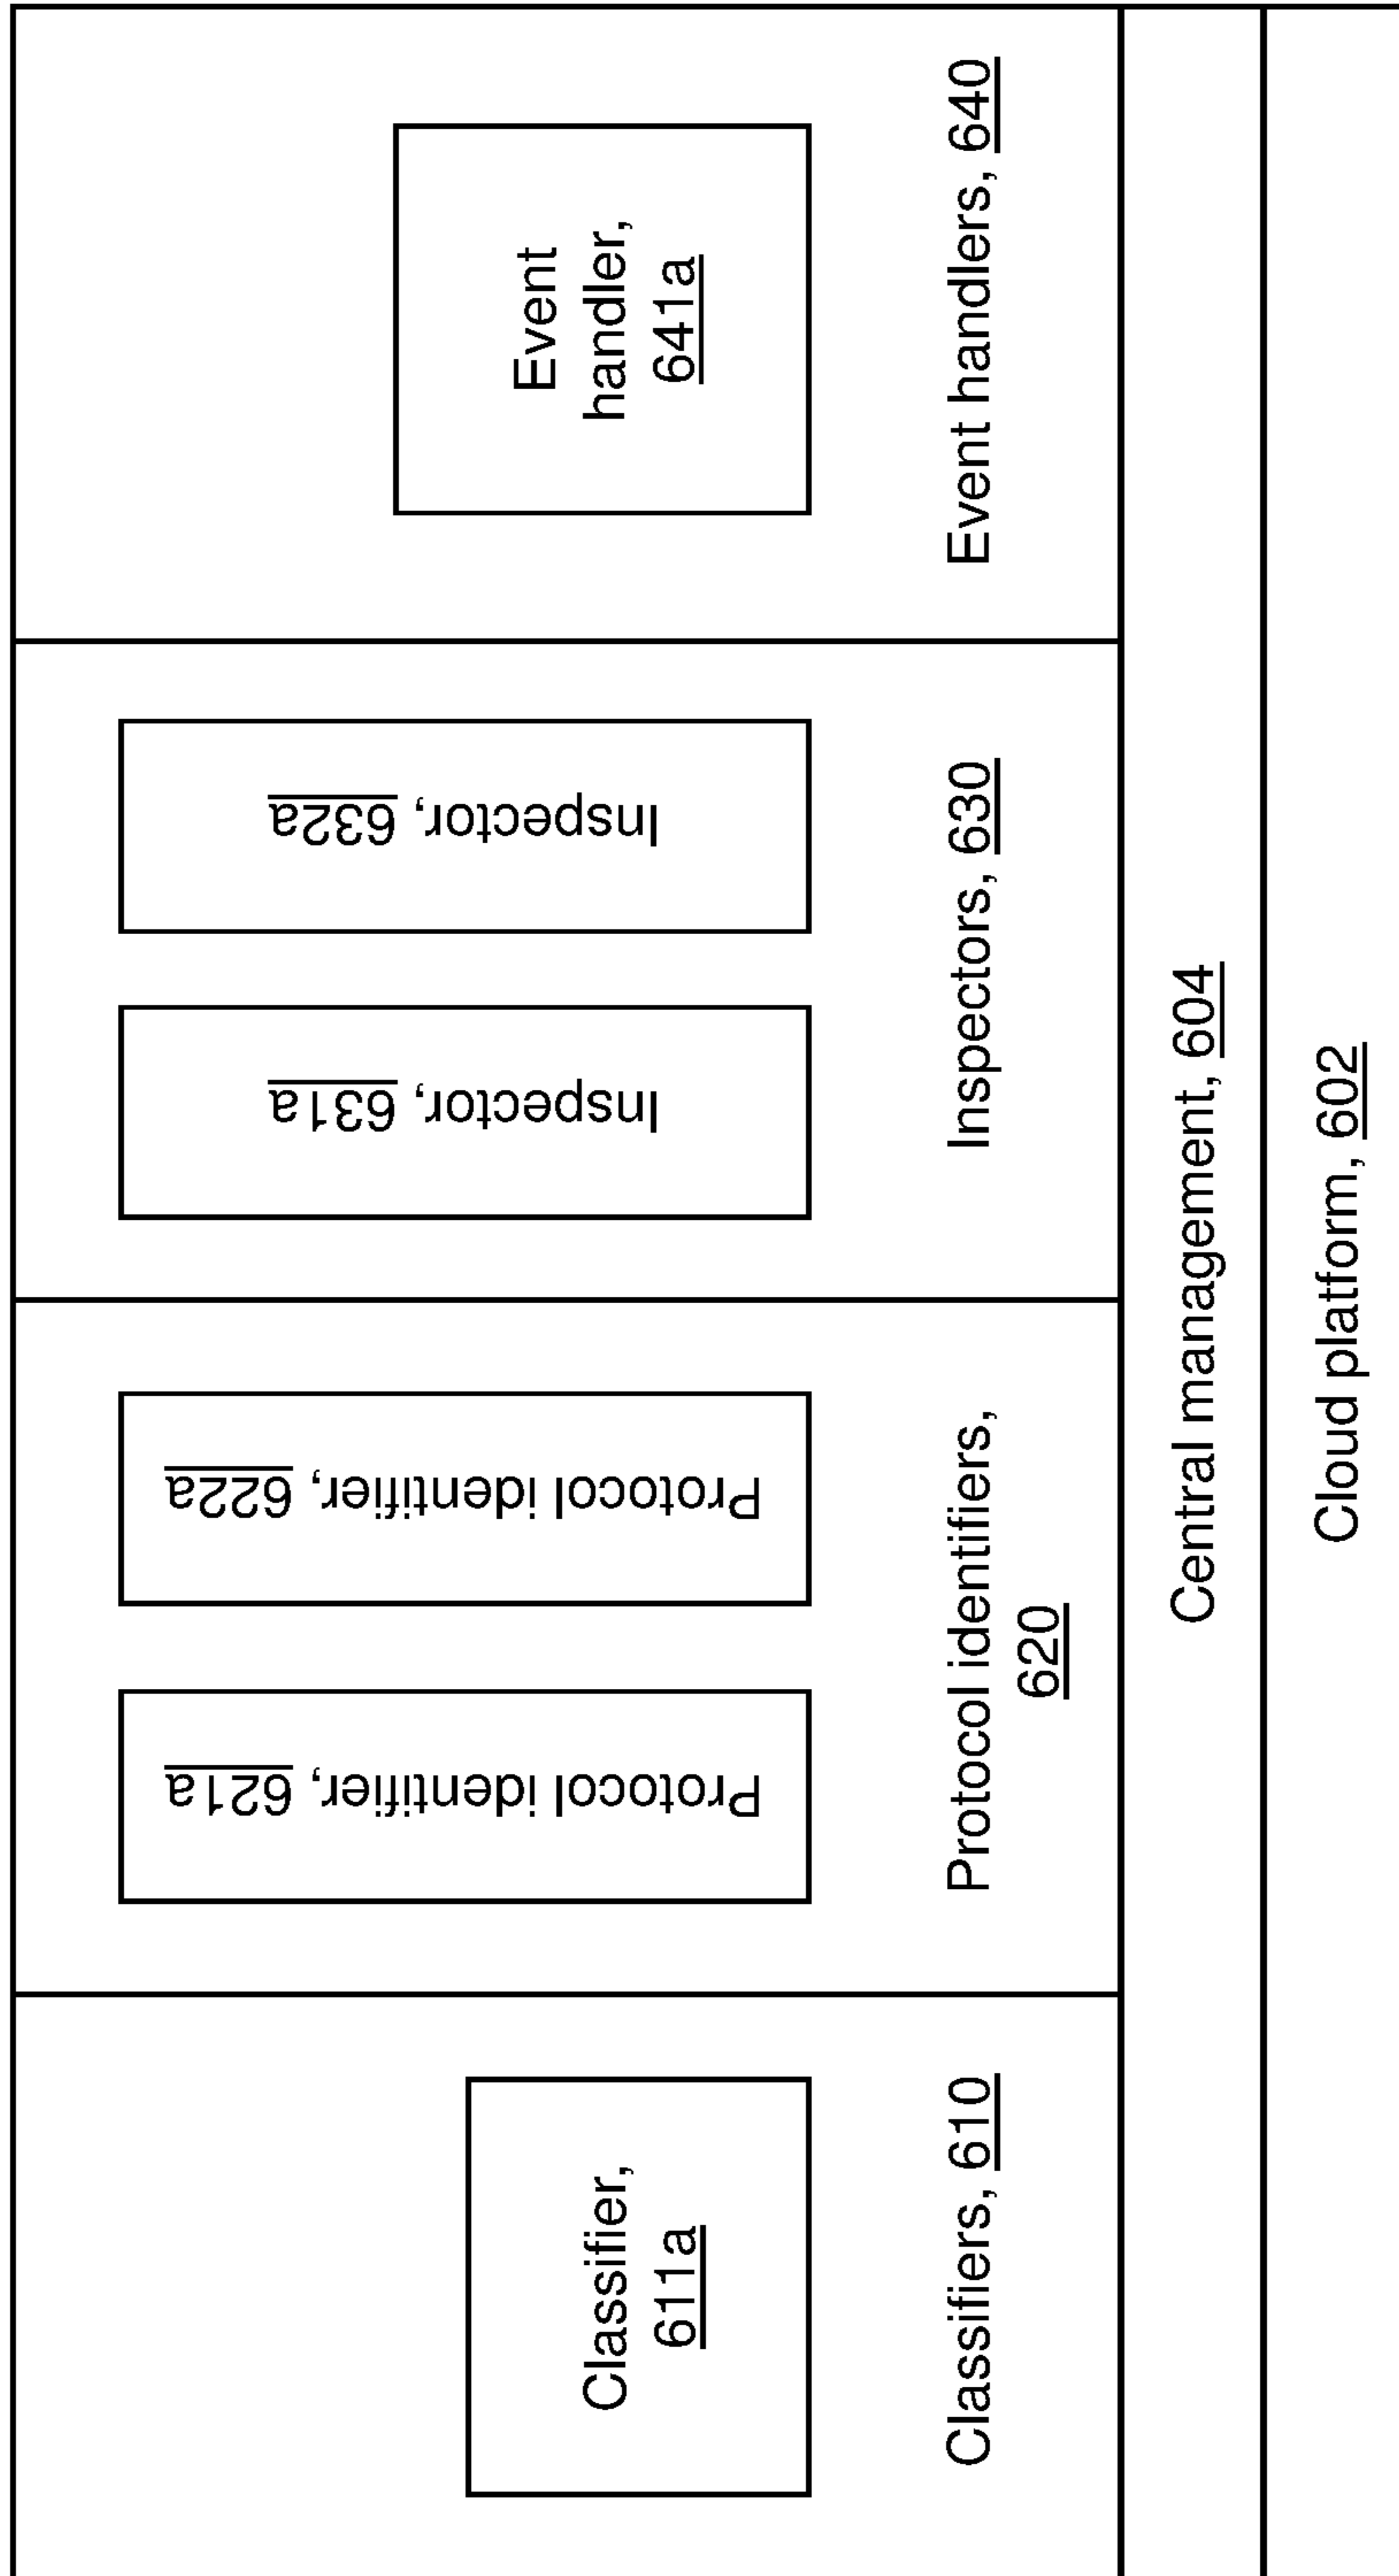 Classifier,
611a
Classifiers, 610
Protocol identifier, 621a
Protocol identifier, 622a
Protocol identifiers,
620
Inspector, 631a
Inspector, 632a
Inspectors, 630
Event
handler,
641a
Event handlers, 640
Central management, 604
Cloud platform, 602